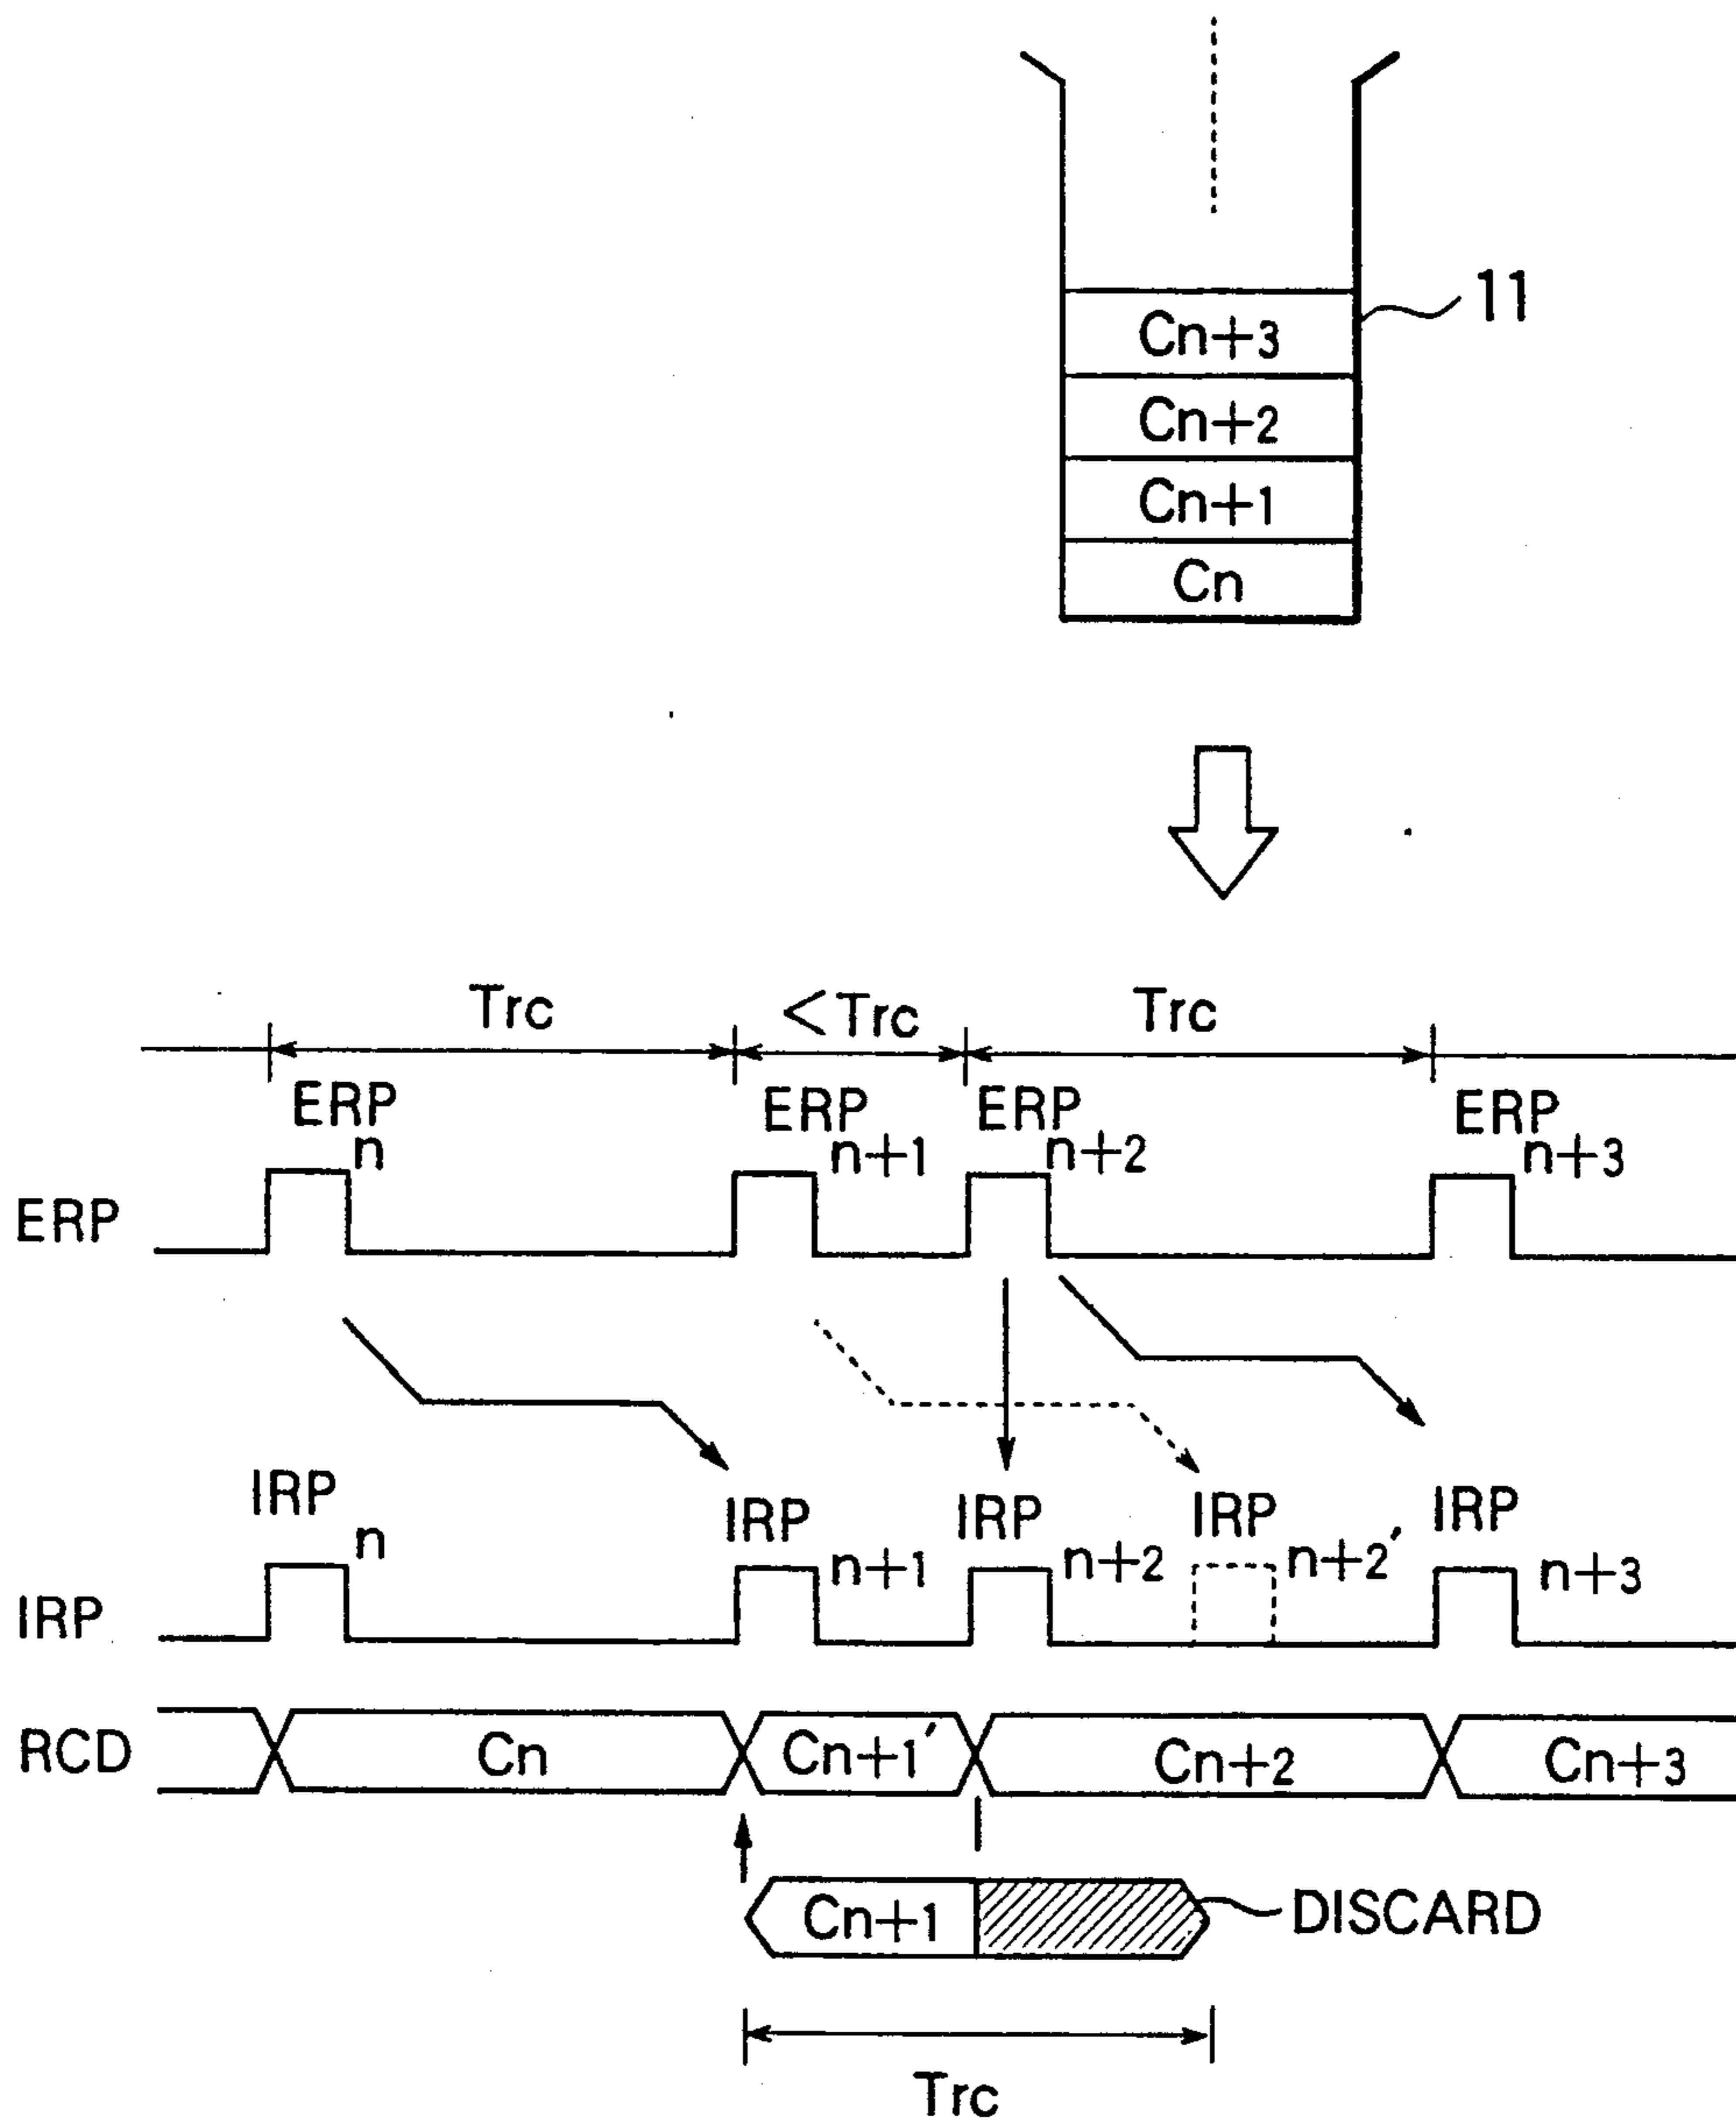 Cn+3
11
Cn+2
Cn+1
Cn
Trc <Trc Trc
ERP ERP ERP ERP
n n+1 n+2 n+3
ERP
IRP IRP IRP IRP IRP
n n+1 n+2 n+2' n+3
IRP
RCD Cn Cn+1' Cn+2 Cn+3
Cn+1 DISCARD
Trc